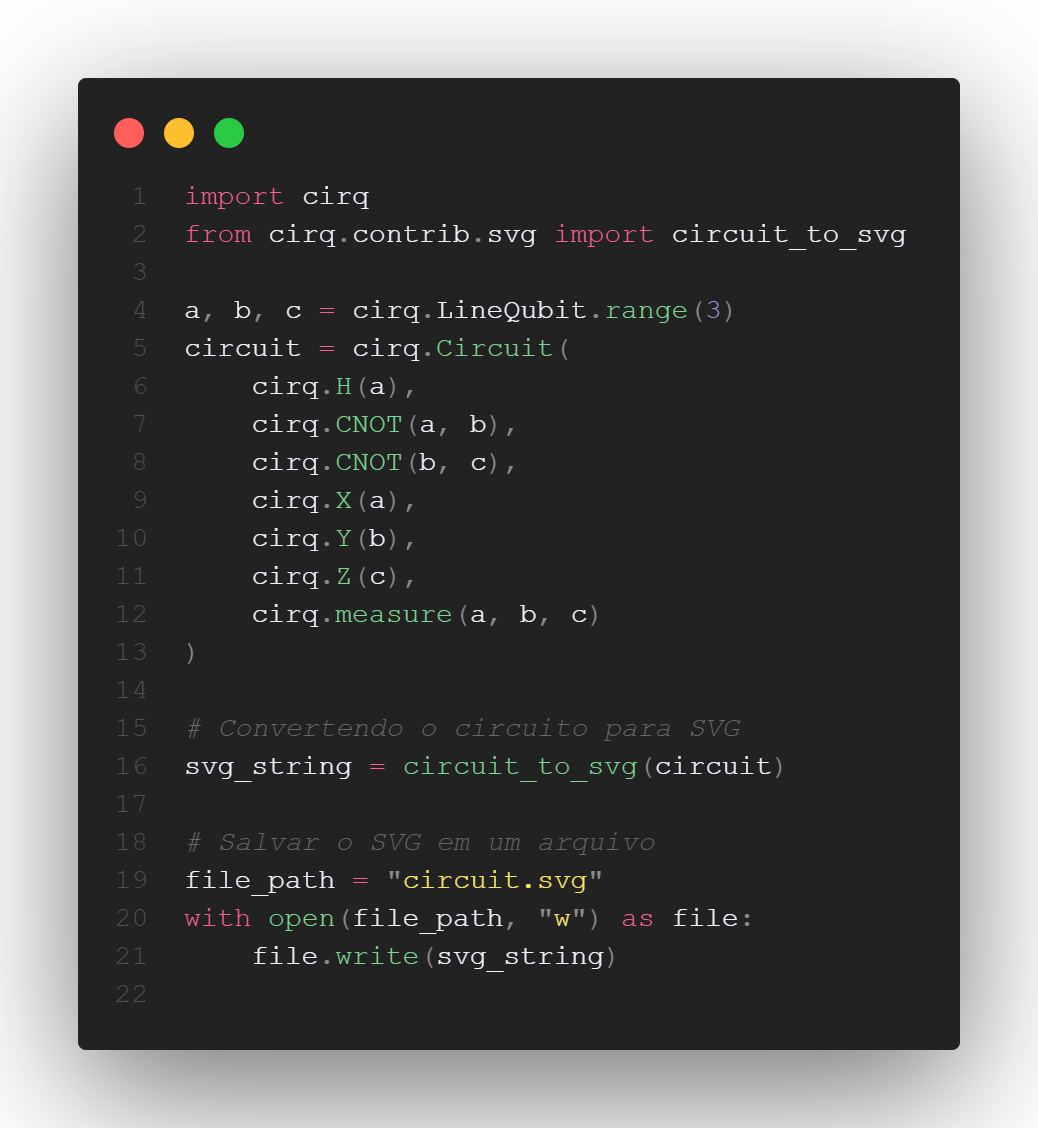 1 import cirq
2 from cirq.contrib.svg import circuit_to_svg
3
4 a, b, c = cirq.LineQubit.range(3)
5 circuit = cirq.Circuit(
6     cirq.H(a),
7     cirq.CNOT(a, b),
8     cirq.CNOT(b, c),
9     cirq.X(a),
10     cirq.Y(b),
11     cirq.Z(c),
12     cirq.measure(a, b, c)
13 )
14
15 # Convertendo o circuito para SVG
16 svg_string = circuit_to_svg(circuit)
17
18 # Salvar o SVG em um arquivo
19 file_path = "circuit.svg"
20 with open(file_path, "w") as file:
21     file.write(svg_string)
22